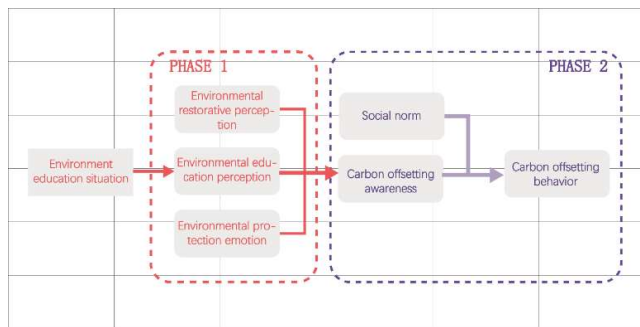 PHASE 1
PHASE 2
Environmental
restorative percep-
tion
Social norm
Environment
education situation
Environmental edu-
cation perception
Carbon offsetting
awareness
Carbon offsetting
behavior
Environmental pro-
tection emotion